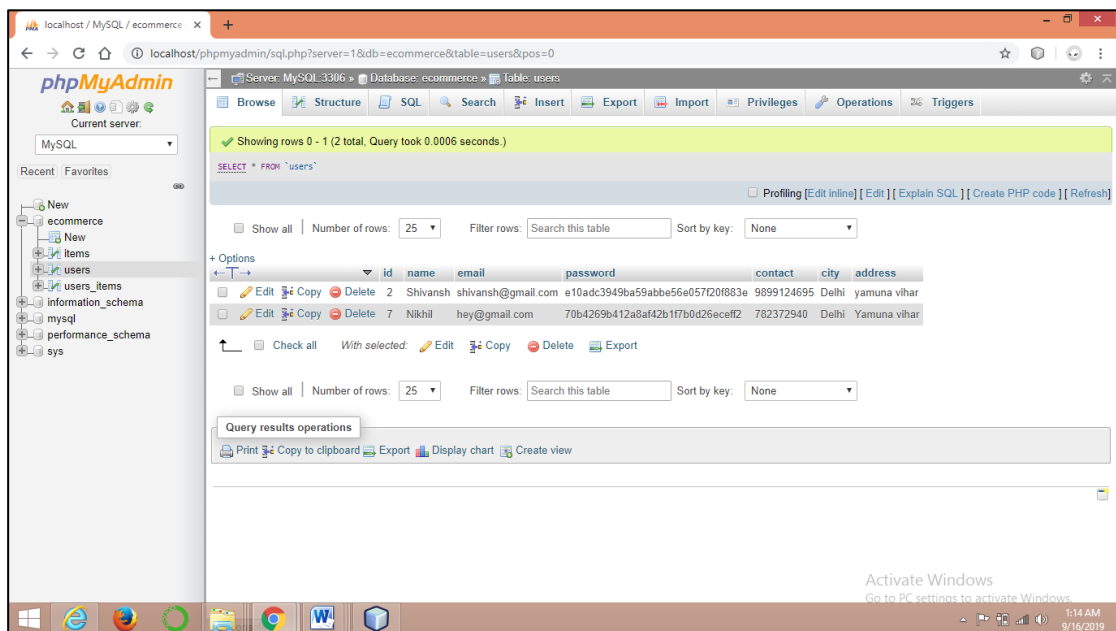 localhost / MySQL / ecommerce
localhost/phpmyadmin/sql.php?server=1&db=ecommerce&table=users&pos=0
phpMyAdmin
Current server:
MySQL
Recent Favorites
New
ecommerce
New
items
users
users_items
information_schema
mysql
performance_schema
sys
Server: MySQL:3306 » Database: ecommerce » Table: users
Browse Structure SQL Search Insert Export Import Privileges Operations Triggers
Showing rows 0 - 1 (2 total, Query took 0.0006 seconds.)
SELECT * FROM `users`
Profiling [Edit inline] [ Edit ] [ Explain SQL ] [ Create PHP code ] [ Refresh]
Show all | Number of rows: 25 Filter rows: Search this table Sort by key: None
+ Options
←T→ id name email password contact city address
Edit Copy Delete 2 Shivansh shivansh@gmail.com e10adc3949ba59abbe56e057f20f883e 9899124695 Delhi yamuna vihar
Edit Copy Delete 7 Nikhil hey@gmail.com 70b4269b412a8af42b1f7b0d26eceff2 782372940 Delhi Yamuna vihar
Check all With selected: Edit Copy Delete Export
Show all | Number of rows: 25 Filter rows: Search this table Sort by key: None
Query results operations
Print Copy to clipboard Export Display chart Create view
Activate Windows
Go to PC settings to activate Windows.
1:14 AM
9/16/2019